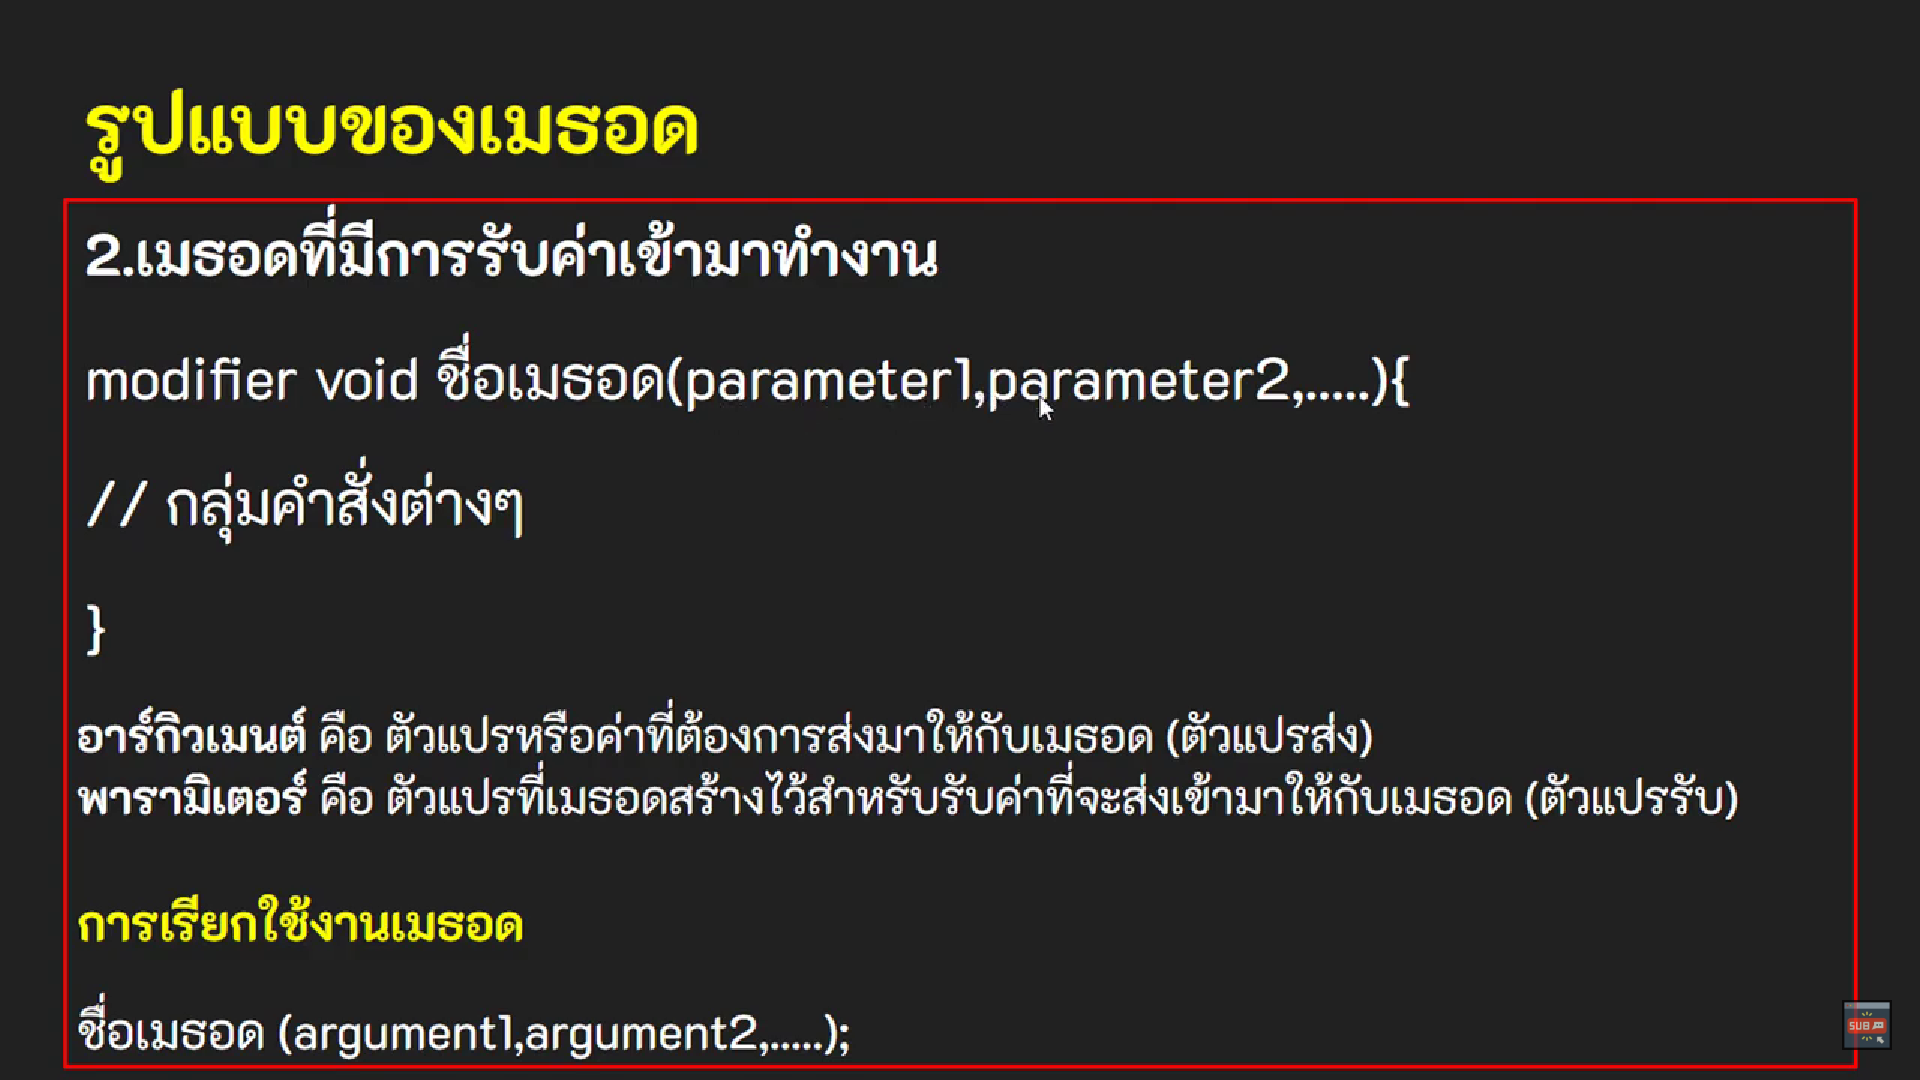 รูปแบบของเมธอด
2.เมธอดที่มีการรับค่าเข้ามาทำงาน
modifier void ชื่อเมธอด(parameter1,parameter2,.....){
// กลุ่มคำสั่งต่างๆ
}
อาร์กิวเมนต์ คือ ตัวแปรหรือค่าที่ต้องการส่งมาให้กับเมธอด (ตัวแปรส่ง)
พารามิเตอร์ คือ ตัวแปรที่เมธอดสร้างไว้สำหรับรับค่าที่จะส่งเข้ามาให้กับเมธอด (ตัวแปรรับ)
การเรียกใช้งานเมธอด
ชื่อเมธอด (argument1,argument2,.....);
SUB